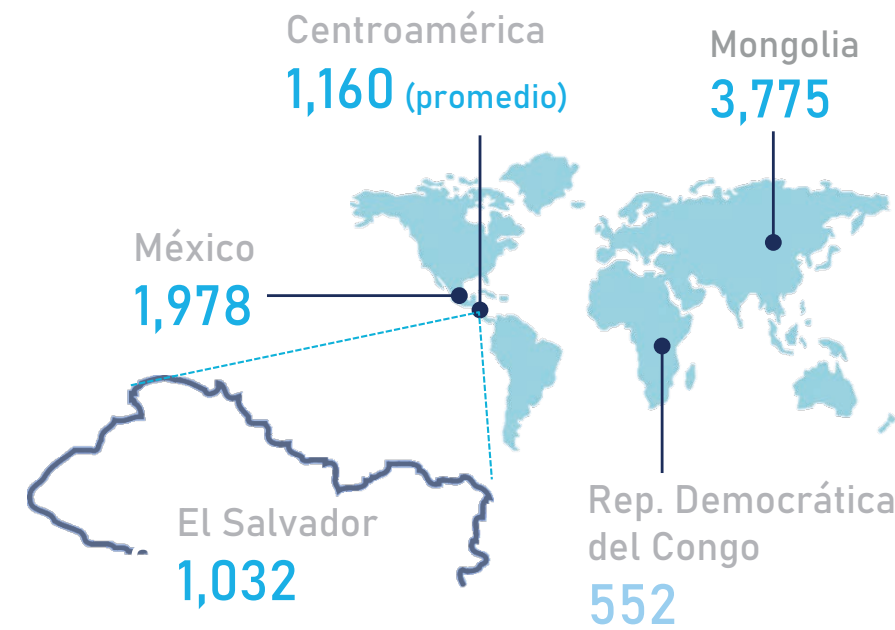 Centroamérica
1,160 (promedio)
Mongolia
3,775
México
1,978
El Salvador
1,032
Rep. Democrática
del Congo
552